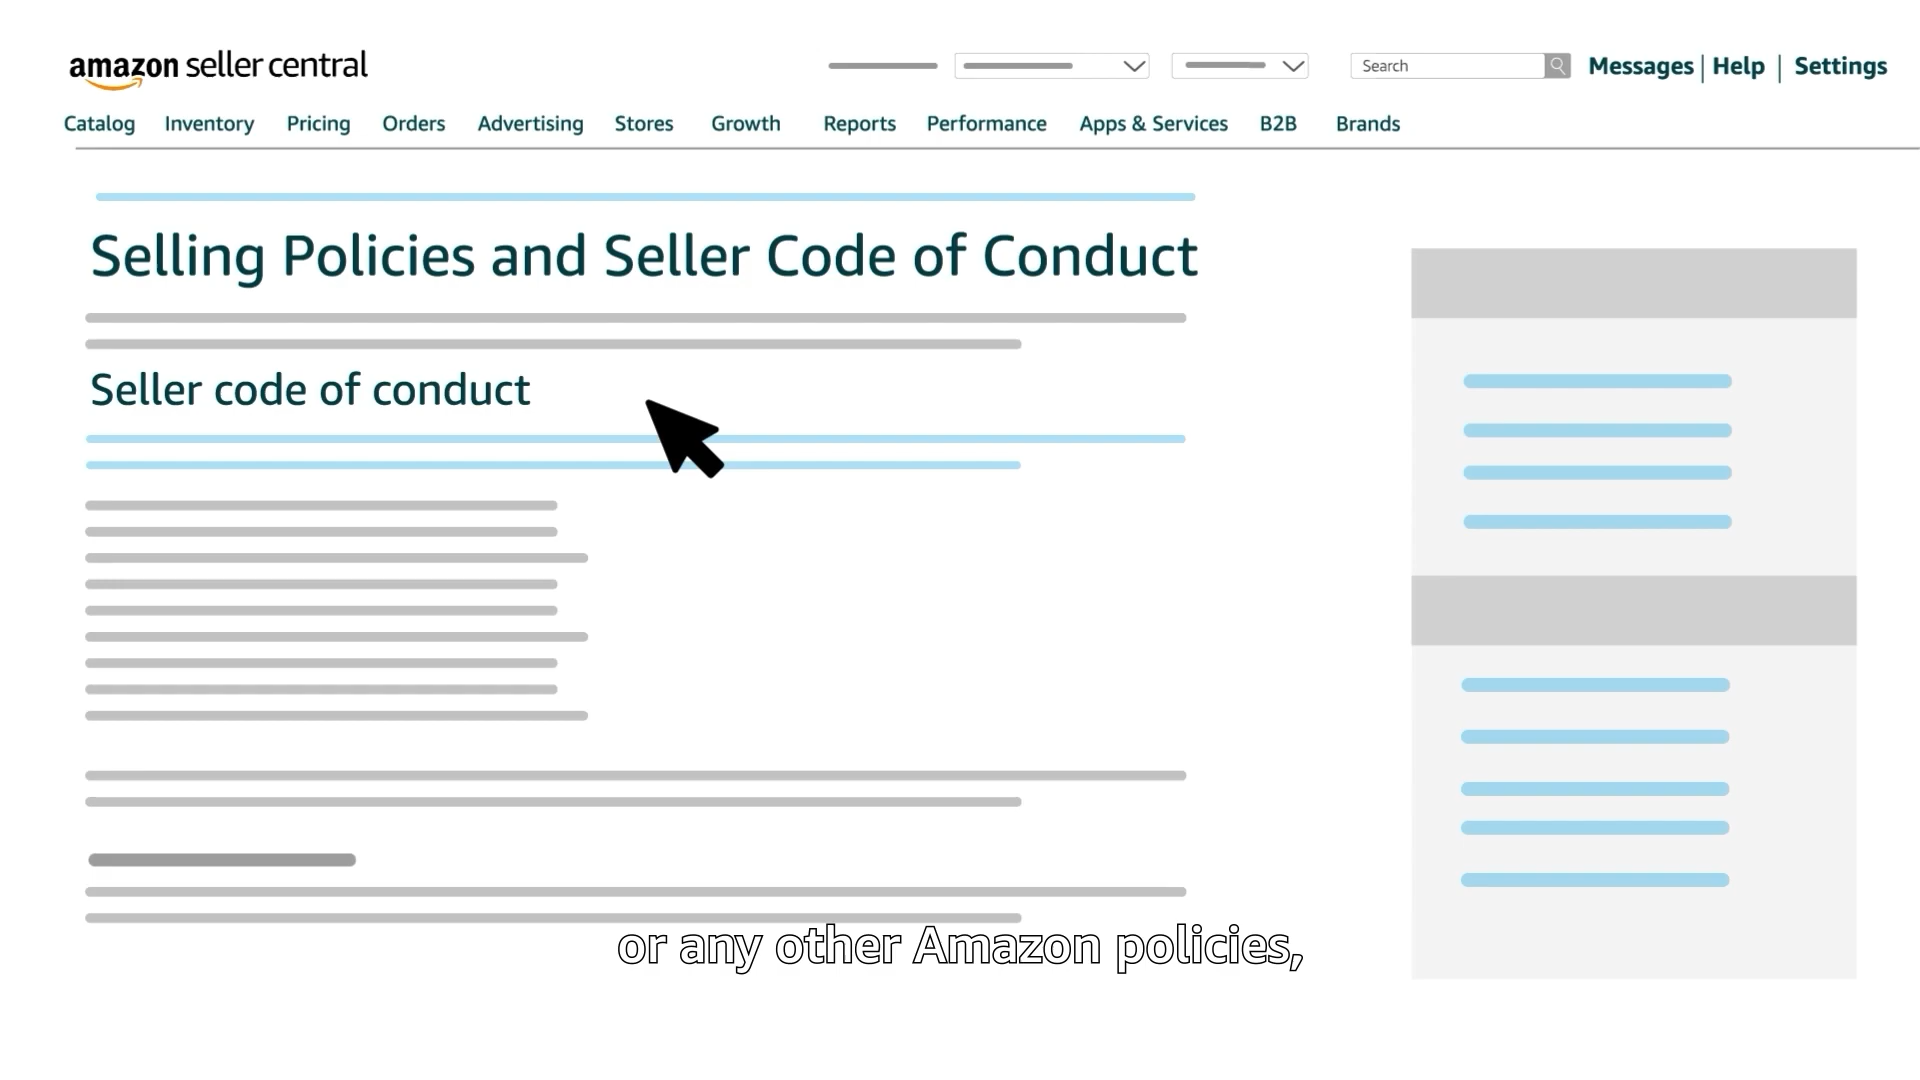 amazon seller central
Search
Messages | Help | Settings
Catalog Inventory Pricing Orders Advertising Stores Growth Reports Performance Apps & Services B2B Brands
Selling Policies and Seller Code of Conduct
Seller code of conduct
or any other Amazon policies,